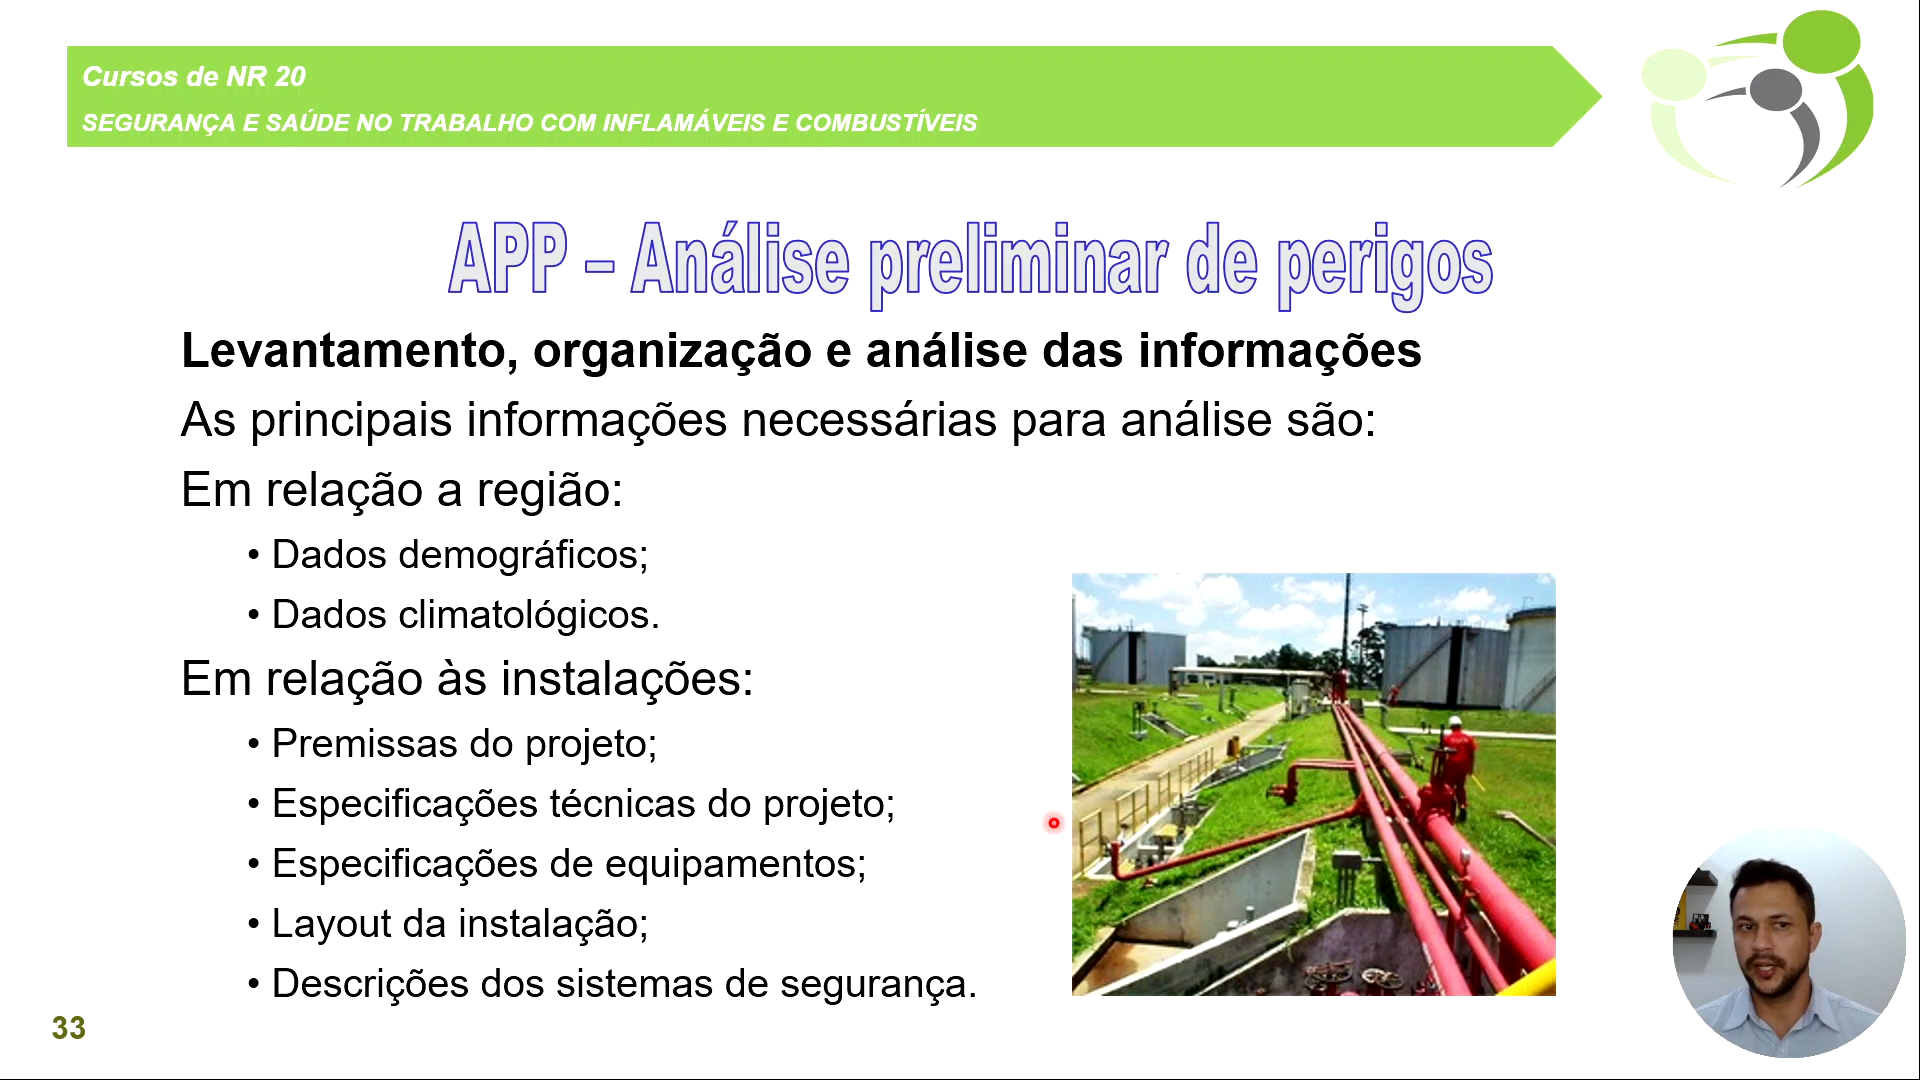 Cursos de NR 20
SEGURANÇA E SAÚDE NO TRABALHO COM INFLAMÁVEIS E COMBUSTÍVEIS
APP – Análise preliminar de perigos
Levantamento, organização e análise das informações
As principais informações necessárias para análise são:
Em relação a região:
• Dados demográficos;
• Dados climatológicos.
Em relação às instalações:
• Premissas do projeto;
• Especificações técnicas do projeto;
• Especificações de equipamentos;
• Layout da instalação;
• Descrições dos sistemas de segurança.
33